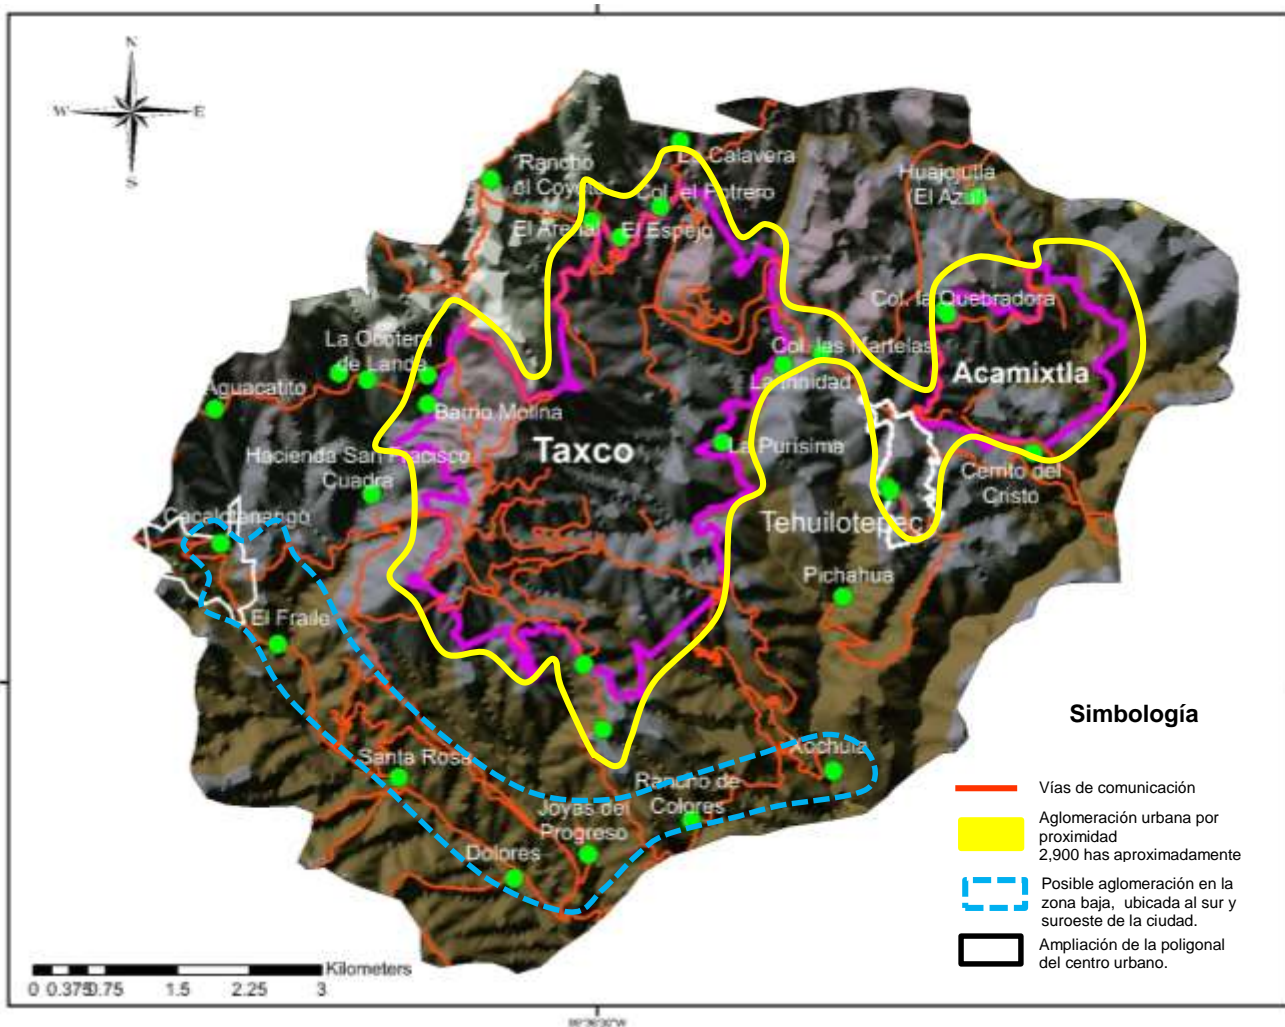 N
W
E
S
La Calavera
Rancho
el Coyote
Huajojutla
(El Azul)
Col. el Potrero
El Arenal
El Espejo
Col. la Quebradora
La Ocotera
de Landa
Col. las Martelas
Acamixtla
La Trinidad
Aguacatito
Barrio Molina
Taxco
La Purisima
Hacienda San Fracisco
Cuadra
Cerrito del
Cristo
Cacalotenango
Tehuilotepec
Pichahua
El Fraile
Xochula
Santa Rosa
Rancho de
Colores
Joyas del
Progreso
Dolores
Simbología
Vías de comunicación
Aglomeración urbana por
proximidad
2,900 has aproximadamente
Posible aglomeración en la
zona baja, ubicada al sur y
suroeste de la ciudad.
Ampliación de la poligonal
del centro urbano.
Kilometers
0 0.375 0.75 1.5 2.25 3